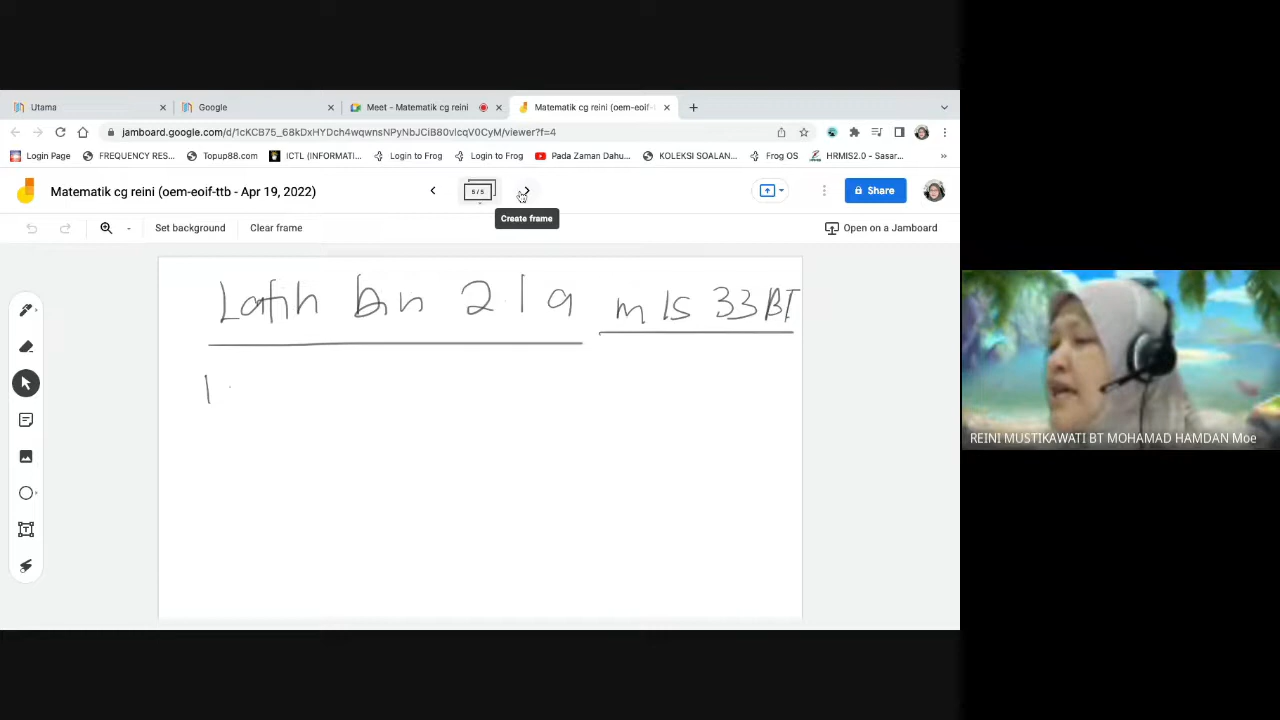 Utama
Google
Meet - Matematik cg reini
Matematik cg reini (oem-eoif-
jamboard.google.com/d/1cKCB75_68kDxHYDch4wqwnsNPyNbJCiB80vlcqV0CyM/viewer?f=4
Login Page FREQUENCY RES... Topup88.com ICTL (INFORMATI... Login to Frog Login to Frog Pada Zaman Dahu... KOLEKSI SOALAN... Frog OS HRMIS2.0 - Sasar... »
Matematik cg reini (oem-eoif-ttb - Apr 19, 2022)
5 / 5
Share
Create frame
Set background Clear frame
Open on a Jamboard
Latih 2.1a m 1s 33 BT
1.
REINI MUSTIKAWATI BT MOHAMAD HAMDAN Moe